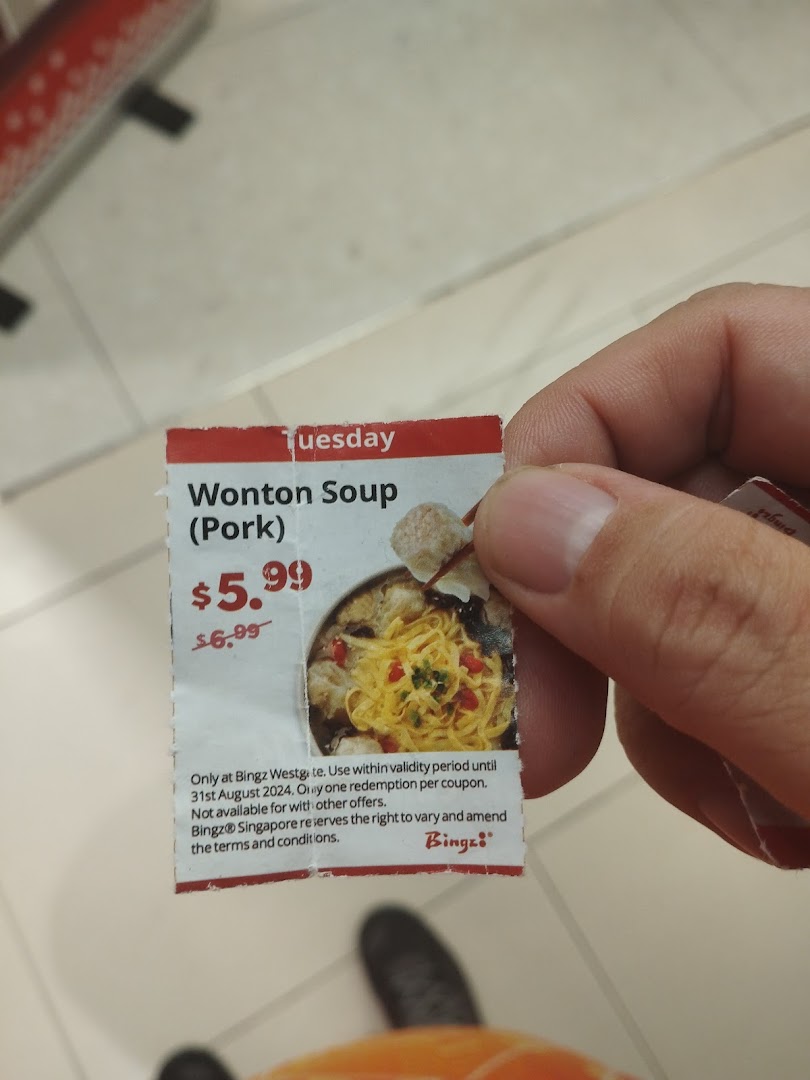 Tuesday
Wonton Soup
(Pork)
$5.99
$6.99
Only at Bingz Westgate. Use within validity period until
31st August 2024. Only one redemption per coupon.
Not available for with other offers.
Bingz® Singapore reserves the right to vary and amend
the terms and conditions.
Bingz®
Bingz